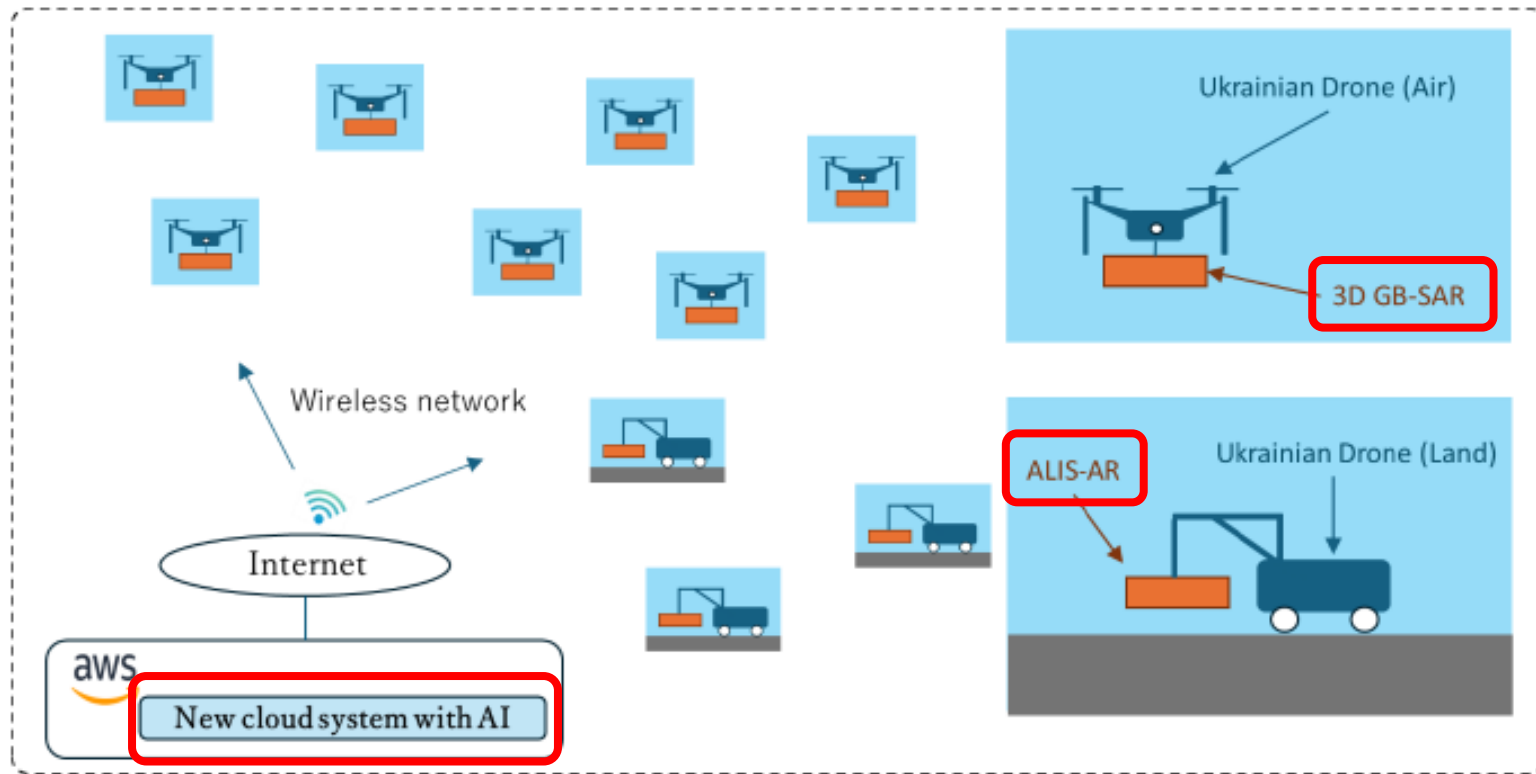 Ukrainian Drone (Air)
3D GB-SAR
Wireless network
ALIS-AR
Ukrainian Drone (Land)
Internet
aws
New cloud system with AI